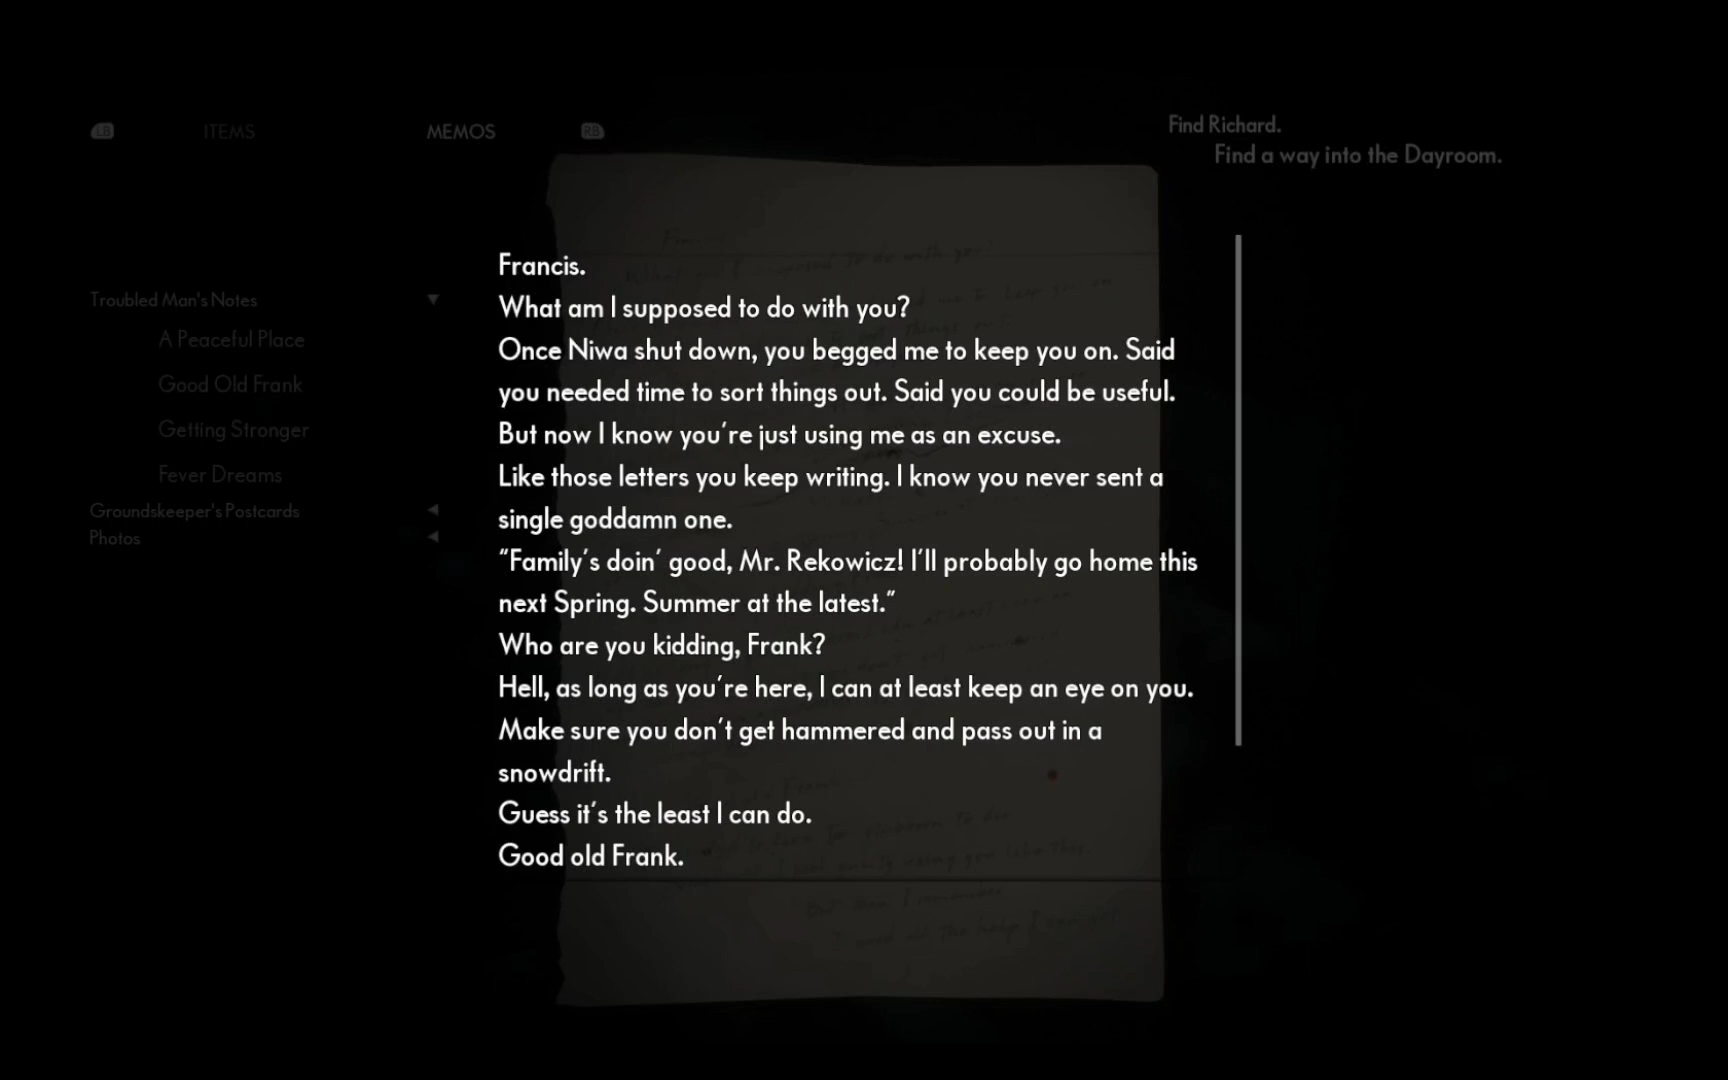 LB ITEMS MEMOS RB
Find Richard.
Find a way into the Dayroom.
Troubled Man's Notes
A Peaceful Place
Good Old Frank
Getting Stronger
Fever Dreams
Groundskeeper's Postcards
Photos
Francis.
What am I supposed to do with you?
Once Niwa shut down, you begged me to keep you on. Said
you needed time to sort things out. Said you could be useful.
But now I know you're just using me as an excuse.
Like those letters you keep writing. I know you never sent a
single goddamn one.
"Family's doin' good, Mr. Rekowicz! I'll probably go home this
next Spring. Summer at the latest."
Who are you kidding, Frank?
Hell, as long as you're here, I can at least keep an eye on you.
Make sure you don't get hammered and pass out in a
snowdrift.
Guess it's the least I can do.
Good old Frank.